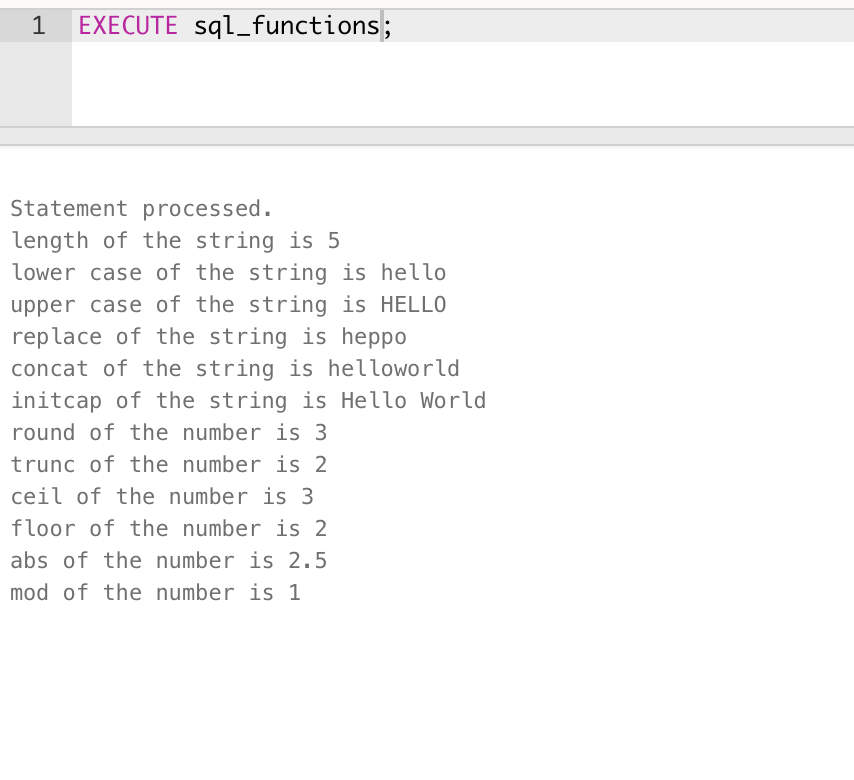 1 EXECUTE sql_functions;
Statement processed.
length of the string is 5
lower case of the string is hello
upper case of the string is HELLO
replace of the string is heppo
concat of the string is helloworld
initcap of the string is Hello World
round of the number is 3
trunc of the number is 2
ceil of the number is 3
floor of the number is 2
abs of the number is 2.5
mod of the number is 1